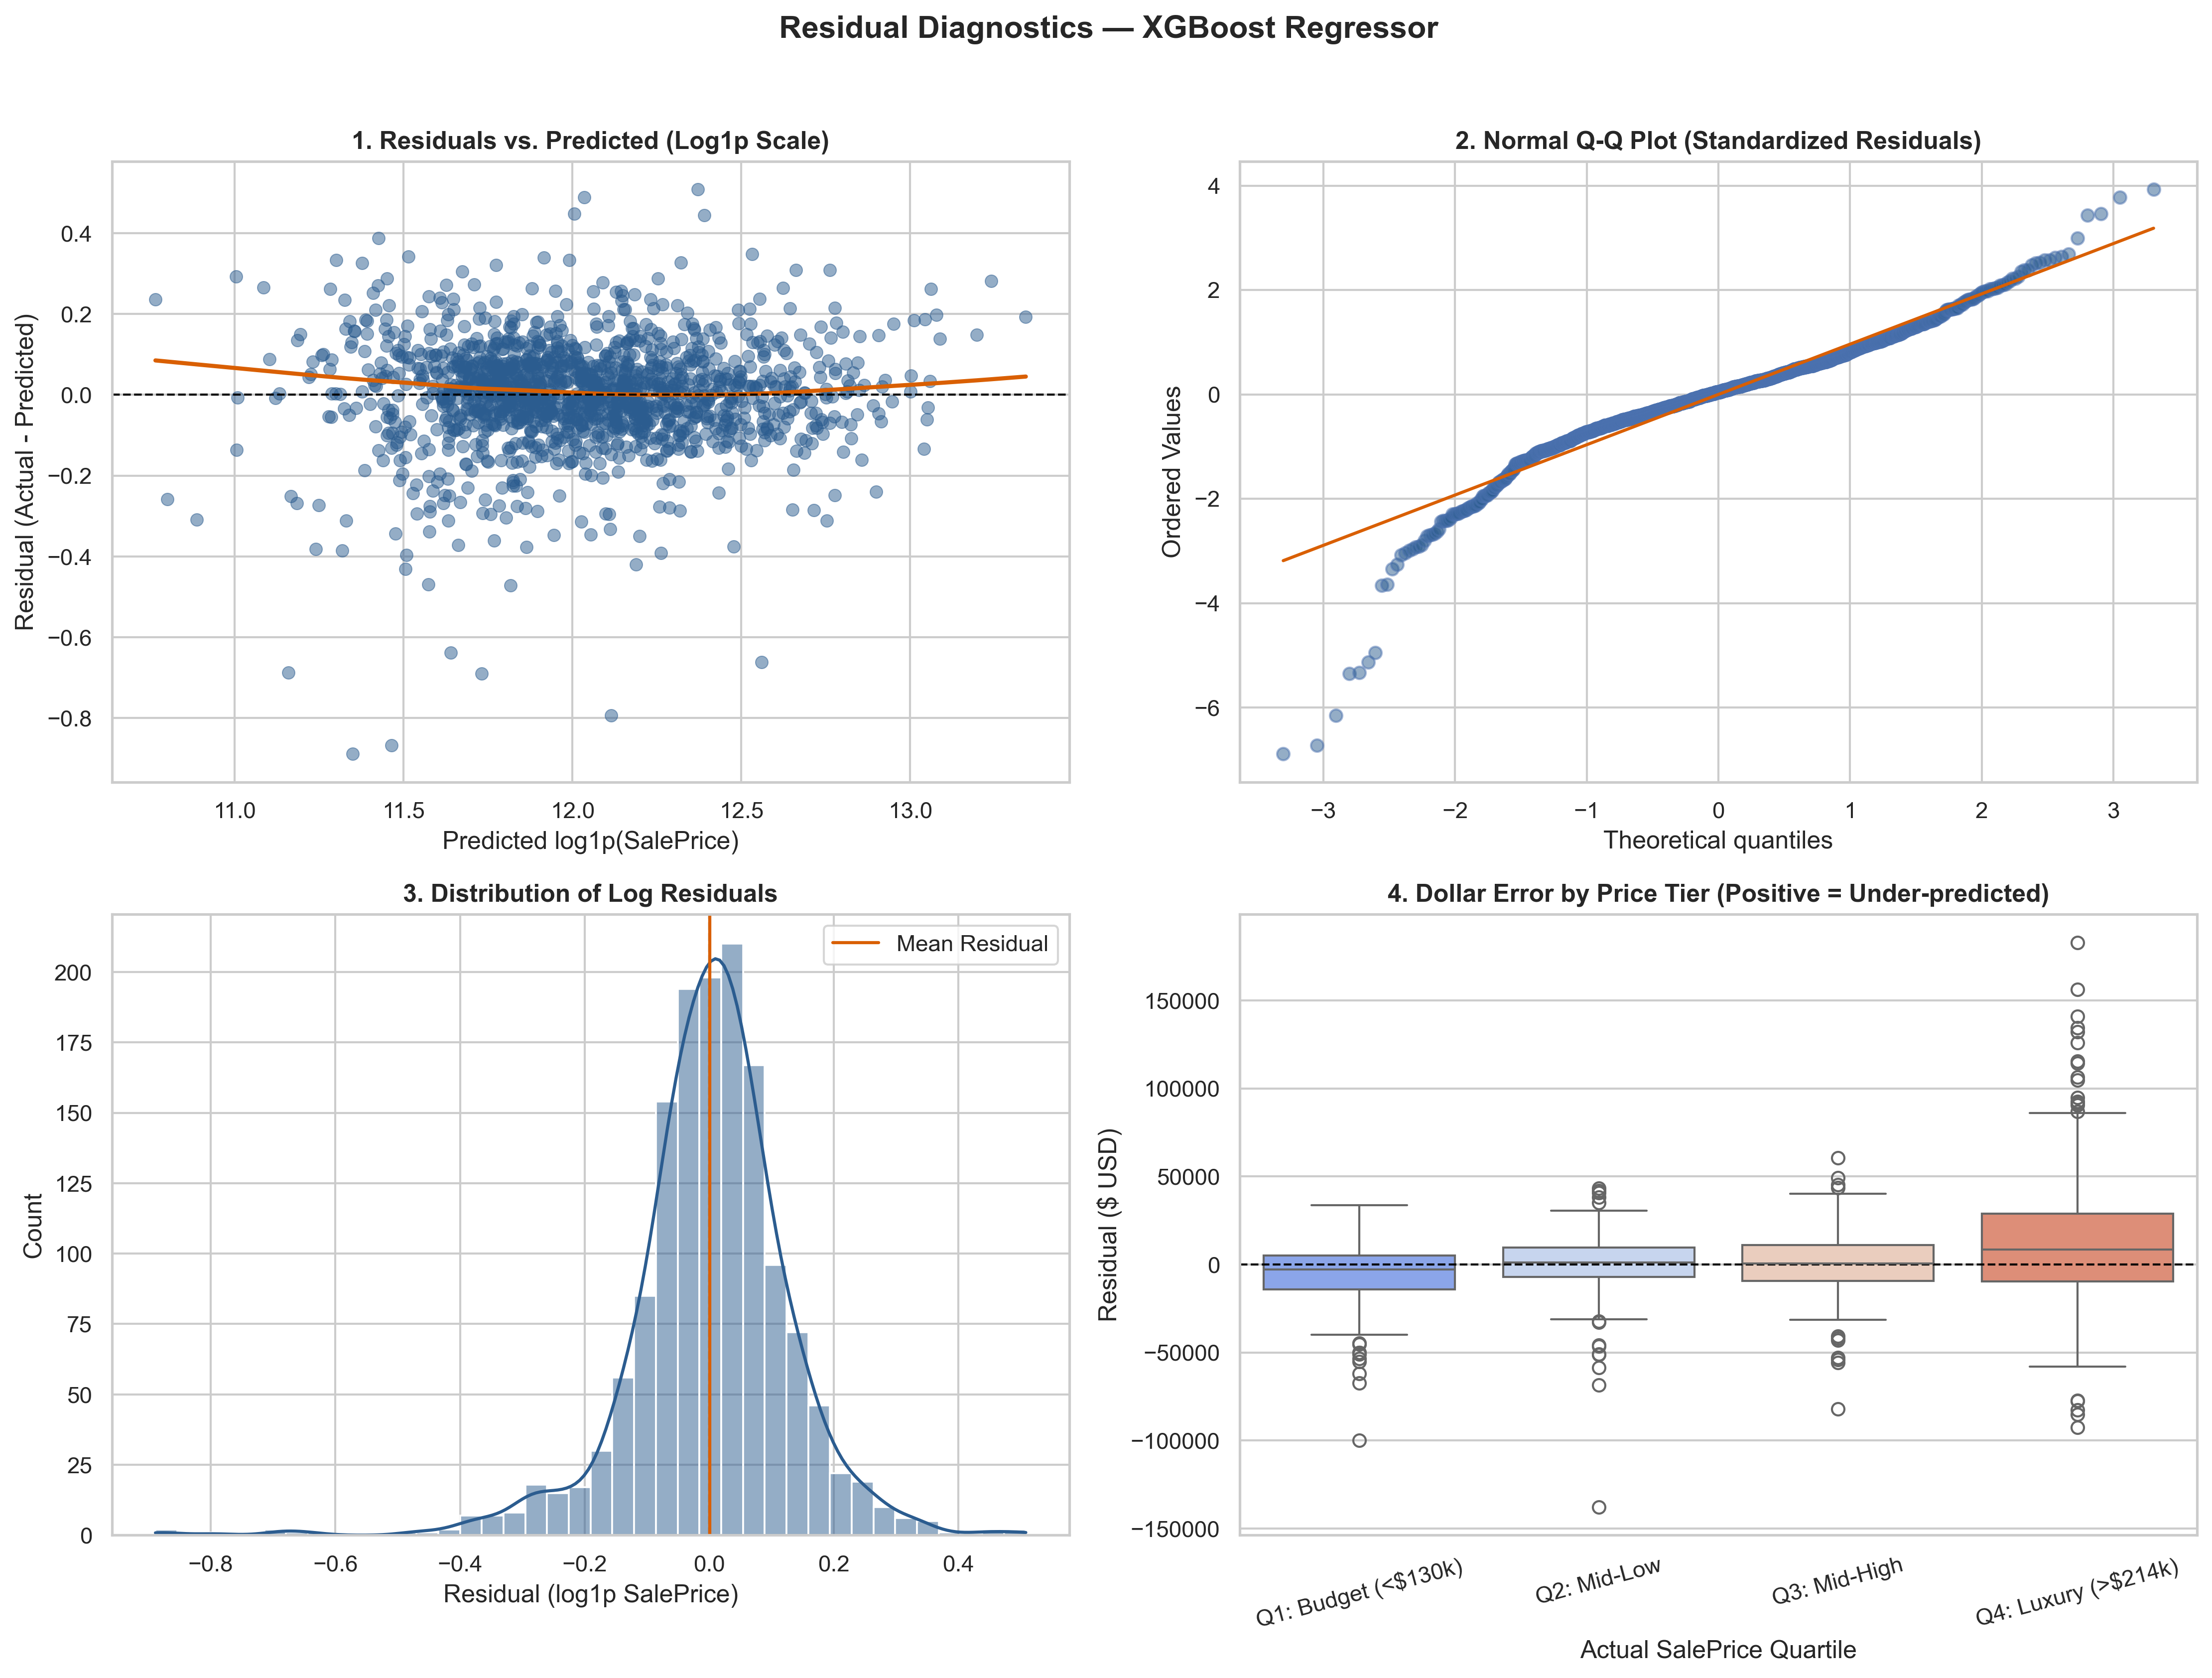 Residual Diagnostics — XGBoost Regressor
1. Residuals vs. Predicted (Log1p Scale)
Residual (Actual - Predicted)
0.4
0.2
0.0
−0.2
−0.4
−0.6
−0.8
11.0 11.5 12.0 12.5 13.0
Predicted log1p(SalePrice)
2. Normal Q-Q Plot (Standardized Residuals)
Ordered Values
4
2
0
−2
−4
−6
−3 −2 −1 0 1 2 3
Theoretical quantiles
3. Distribution of Log Residuals
Mean Residual
Count
200
175
150
125
100
75
50
25
0
−0.8 −0.6 −0.4 −0.2 0.0 0.2 0.4
Residual (log1p SalePrice)
4. Dollar Error by Price Tier (Positive = Under-predicted)
Residual ($ USD)
150000
100000
50000
0
−50000
−100000
−150000
Q1: Budget (<$130k) Q2: Mid-Low Q3: Mid-High Q4: Luxury (>$214k)
Actual SalePrice Quartile